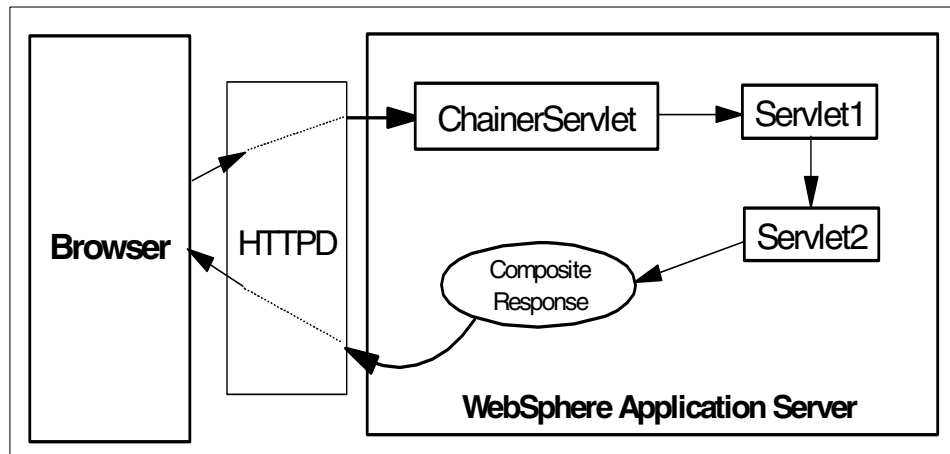 Browser
HTTPD
ChainerServlet
Servlet1
Servlet2
Composite
Response
WebSphere Application Server